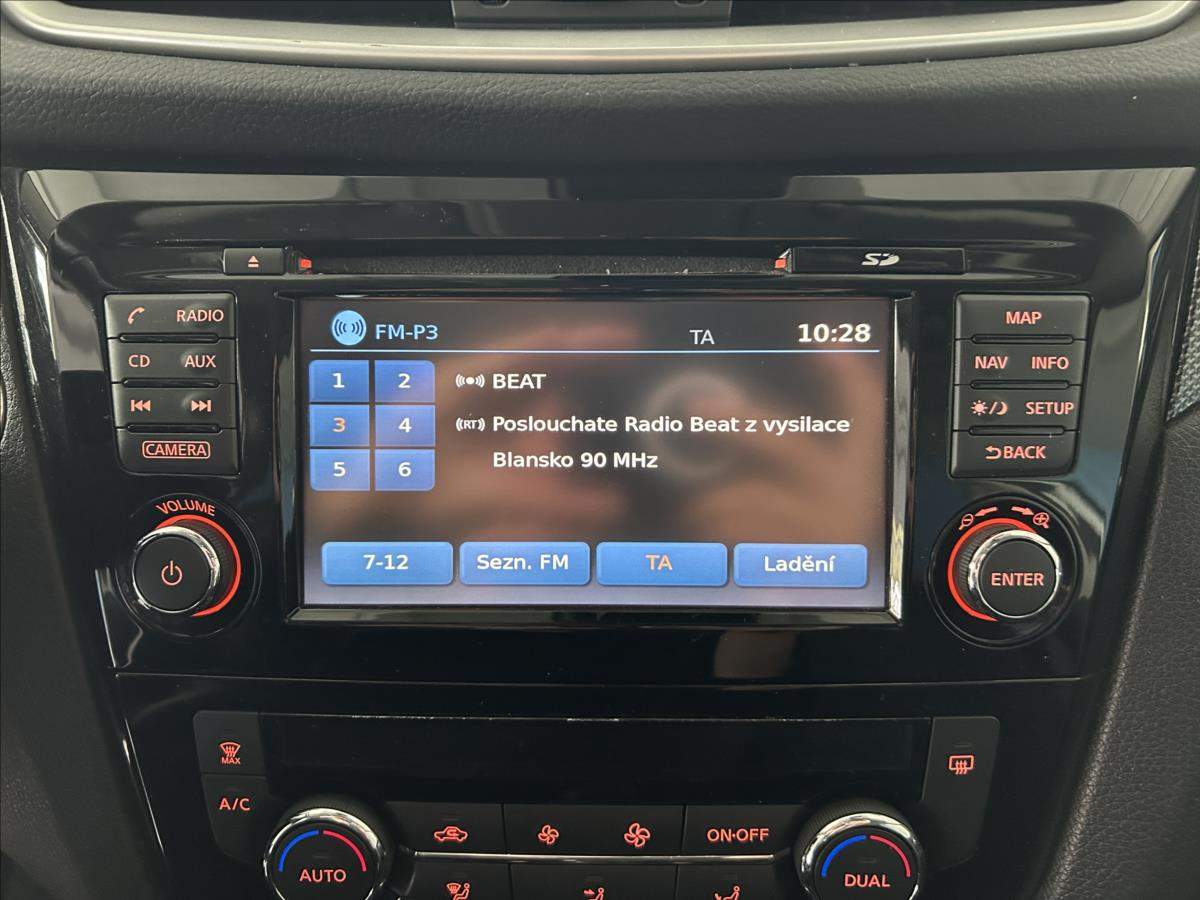 SD
RADIO
CD AUX
CAMERA
VOLUME
FM-P3 TA 10:28
1 2
3 4
5 6
BEAT
(RT) Poslouchate Radio Beat z vysilace
Blansko 90 MHz
7-12 Sezn. FM TA Ladění
MAP
NAV INFO
SETUP
BACK
ENTER
MAX
A/C
AUTO
ON·OFF
DUAL